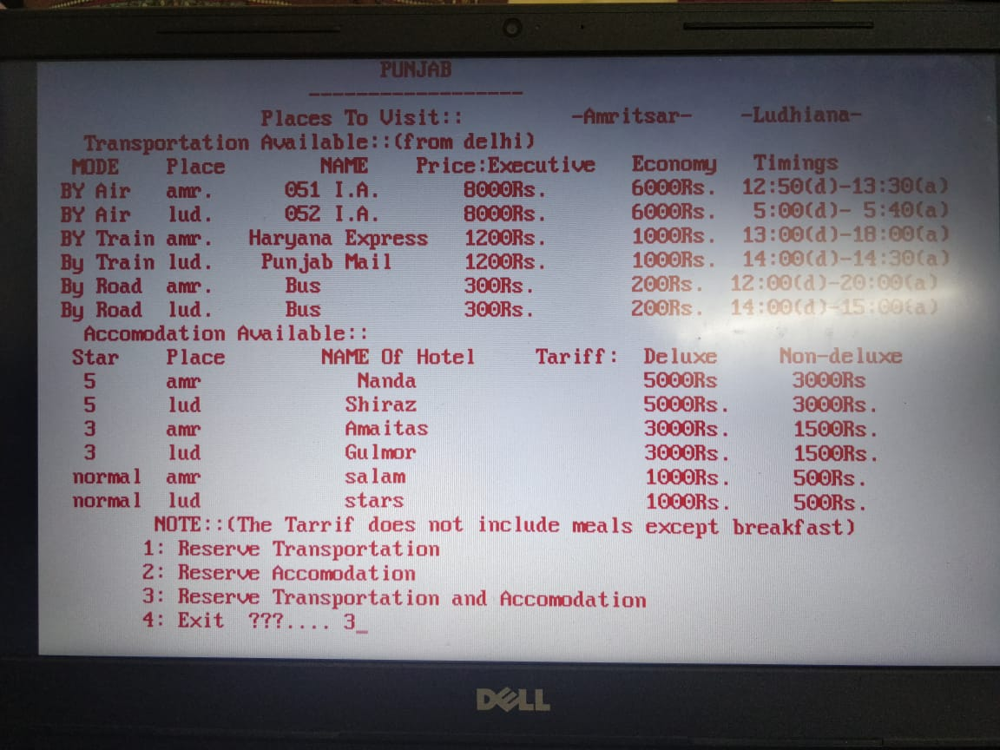 PUNJAB
------------------
Places To Visit:: -Amritsar- -Ludhiana-
Transportation Available::(from delhi)
MODE Place NAME Price:Executive Economy Timings
BY Air amr. 051 I.A. 8000Rs. 6000Rs. 12:50(d)-13:30(a)
BY Air lud. 052 I.A. 8000Rs. 6000Rs. 5:00(d)- 5:40(a)
BY Train amr. Haryana Express 1200Rs. 1000Rs. 13:00(d)-18:00(a)
By Train lud. Punjab Mail 1200Rs. 1000Rs. 14:00(d)-14:30(a)
By Road amr. Bus 300Rs. 200Rs. 12:00(d)-20:00(a)
By Road lud. Bus 300Rs. 200Rs. 14:00(d)-15:00(a)
Accomodation Available::
Star Place NAME Of Hotel Tariff: Deluxe Non-deluxe
5 amr Nanda 5000Rs 3000Rs
5 lud Shiraz 5000Rs. 3000Rs.
3 amr Amaitas 3000Rs. 1500Rs.
3 lud Gulmor 3000Rs. 1500Rs.
normal amr salam 1000Rs. 500Rs.
normal lud stars 1000Rs. 500Rs.
NOTE::(The Tarrif does not include meals except breakfast)
1: Reserve Transportation
2: Reserve Accomodation
3: Reserve Transportation and Accomodation
4: Exit ???.... 3_
DELL